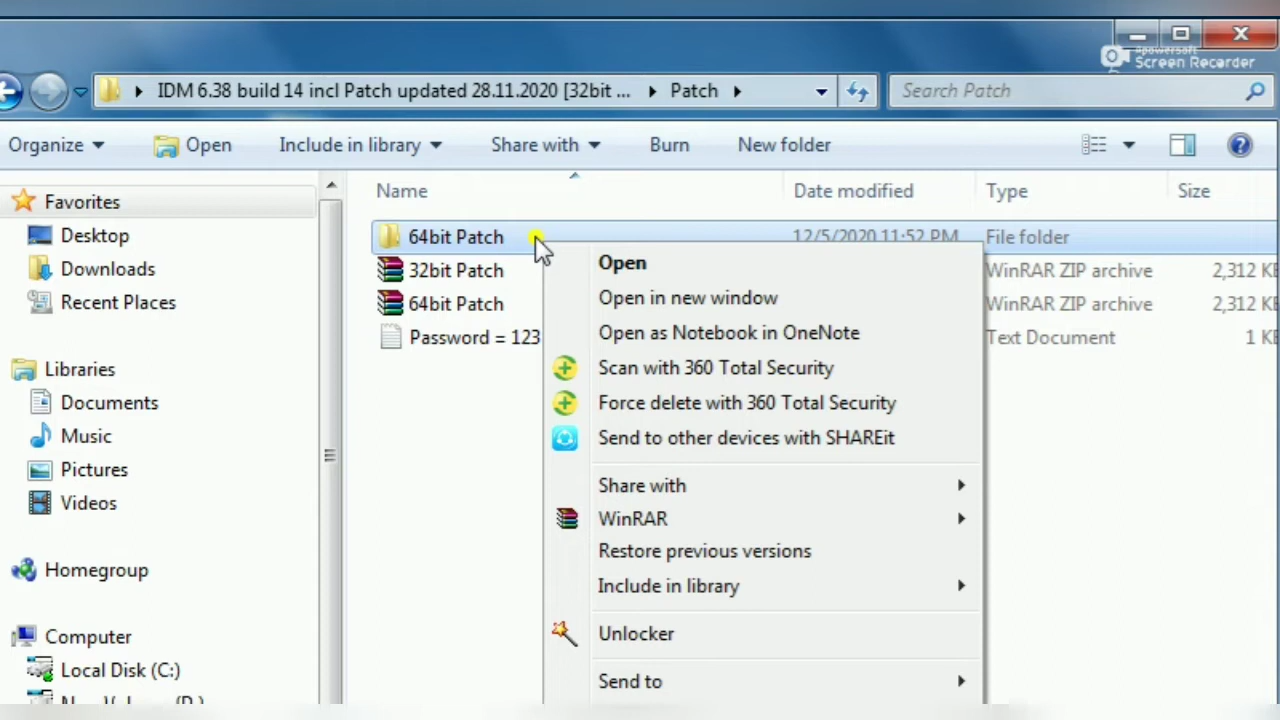 Apowersoft
Screen Recorder
IDM 6.38 build 14 incl Patch updated 28.11.2020 [32bit ...
Patch
Search Patch
Organize
Open
Include in library
Share with
Burn
New folder
Name
Date modified
Type
Size
Favorites
Desktop
Downloads
Recent Places
Libraries
Documents
Music
Pictures
Videos
Homegroup
Computer
Local Disk (C:)
64bit Patch
12/5/2020 11:52 PM
File folder
32bit Patch
WinRAR ZIP archive
2,312 K
64bit Patch
WinRAR ZIP archive
2,312 K
Password = 123
Text Document
1 K
Open
Open in new window
Open as Notebook in OneNote
Scan with 360 Total Security
Force delete with 360 Total Security
Send to other devices with SHAREit
Share with
WinRAR
Restore previous versions
Include in library
Unlocker
Send to